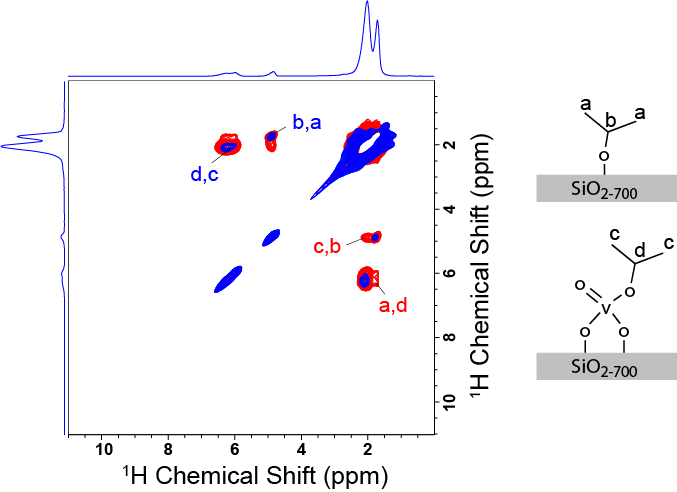 b,a
d,c
c,b
a,d
2
4
6
8
10
¹H Chemical Shift (ppm)
10
8
6
4
2
¹H Chemical Shift (ppm)
a
b
a
O
SiO₂₋₇₀₀
c
d
c
O
O
V
O
O
SiO₂₋₇₀₀